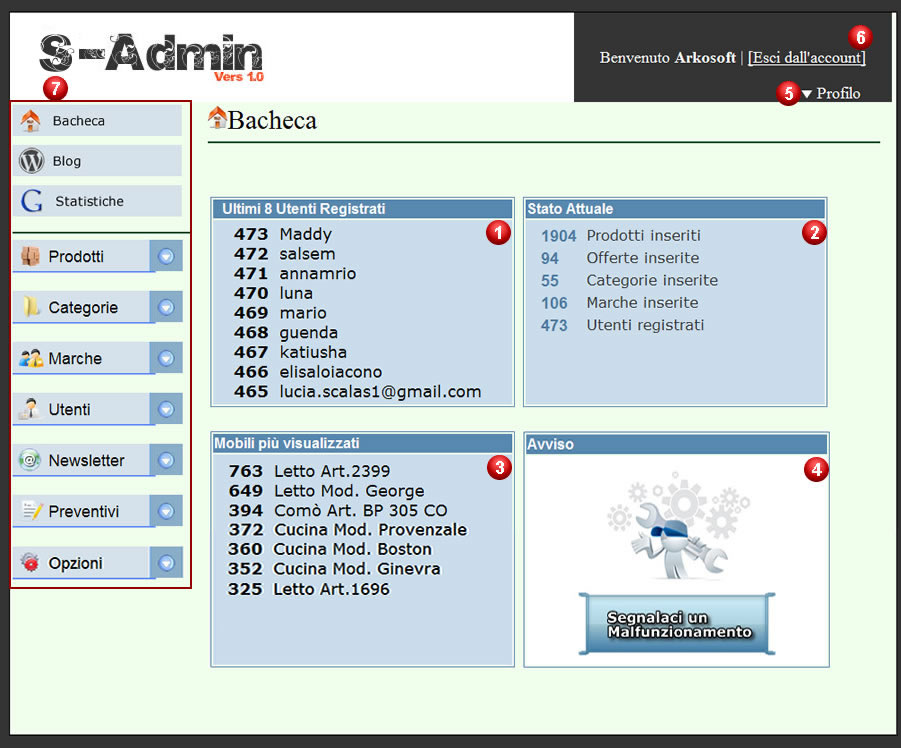 S-Admin
Vers 1.0
Benvenuto Arkosoft | [Esci dall'account]
6
5 Profilo
7
Bacheca
Blog
G Statistiche
Prodotti
Categorie
Marche
Utenti
Newsletter
Preventivi
Opzioni
Bacheca
Ultimi 8 Utenti Registrati
1
473 Maddy
472 salsem
471 annamrio
470 luna
469 mario
468 guenda
467 katiusha
466 elisaloiacono
465 lucia.scalas1@gmail.com
Stato Attuale
2
1904 Prodotti inseriti
94 Offerte inserite
55 Categorie inserite
106 Marche inserite
473 Utenti registrati
Mobili più visualizzati
3
763 Letto Art.2399
649 Letto Mod. George
394 Comò Art. BP 305 CO
372 Cucina Mod. Provenzale
360 Cucina Mod. Boston
352 Cucina Mod. Ginevra
325 Letto Art.1696
Avviso
4
Segnalaci un
Malfunzionamento